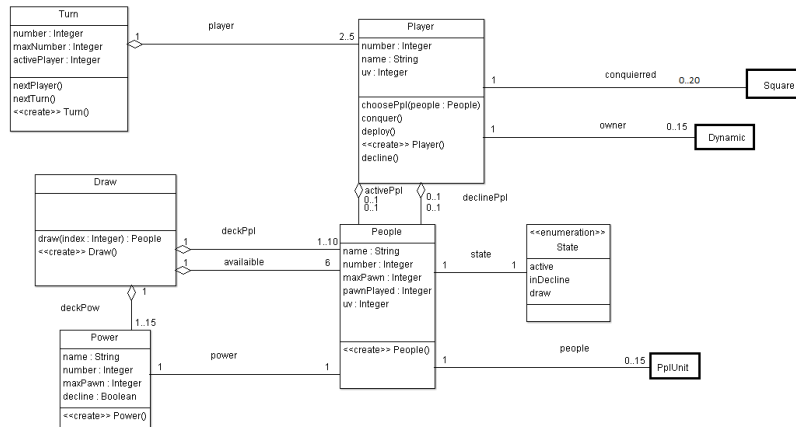 Turn
number : Integer
maxNumber : Integer
activePlayer : Integer
nextPlayer()
nextTurn()
<<create>> Turn()
1
player
2..5
Player
number : Integer
name : String
uv : Integer
choosePpl(people : People)
conquer()
deploy()
<<create>> Player()
decline()
1
conquierred
0..20
Square
1
owner
0..15
Dynamic
activePpl
0..1
0..1
0..1
0..1
declinePpl
Draw
draw(index : Integer) : People
<<create>> Draw()
1
deckPpl
1..10
1
availaible
6
1
deckPow
1..15
People
name : String
number : Integer
maxPawn : Integer
pawnPlayed : Integer
uv : Integer
<<create>> People()
1
state
1
<<enumeration>>
State
active
inDecline
draw
Power
name : String
number : Integer
maxPawn : Integer
decline : Boolean
<<create>> Power()
1
power
1
1
people
0..15
PplUnit